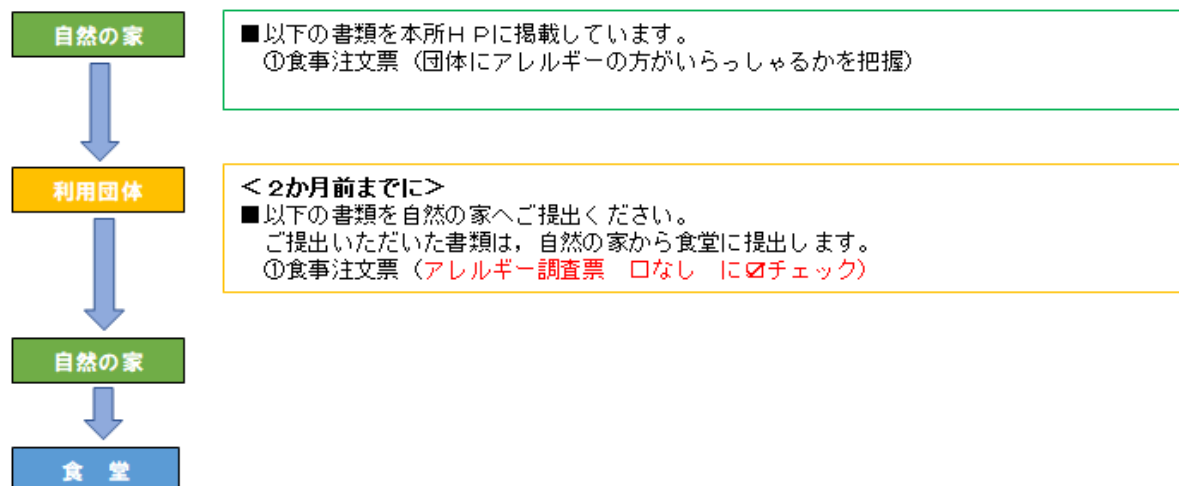 自然の家
■以下の書類を本所ＨＰに掲載しています。
①食事注文票（団体にアレルギーの方がいらっしゃるかを把握）
利用団体
＜２か月前までに＞
■以下の書類を自然の家へご提出ください。
ご提出いただいた書類は，自然の家から食堂に提出します。
①食事注文票（アレルギー調査票　□なし　に☑チェック）
自然の家
食　堂